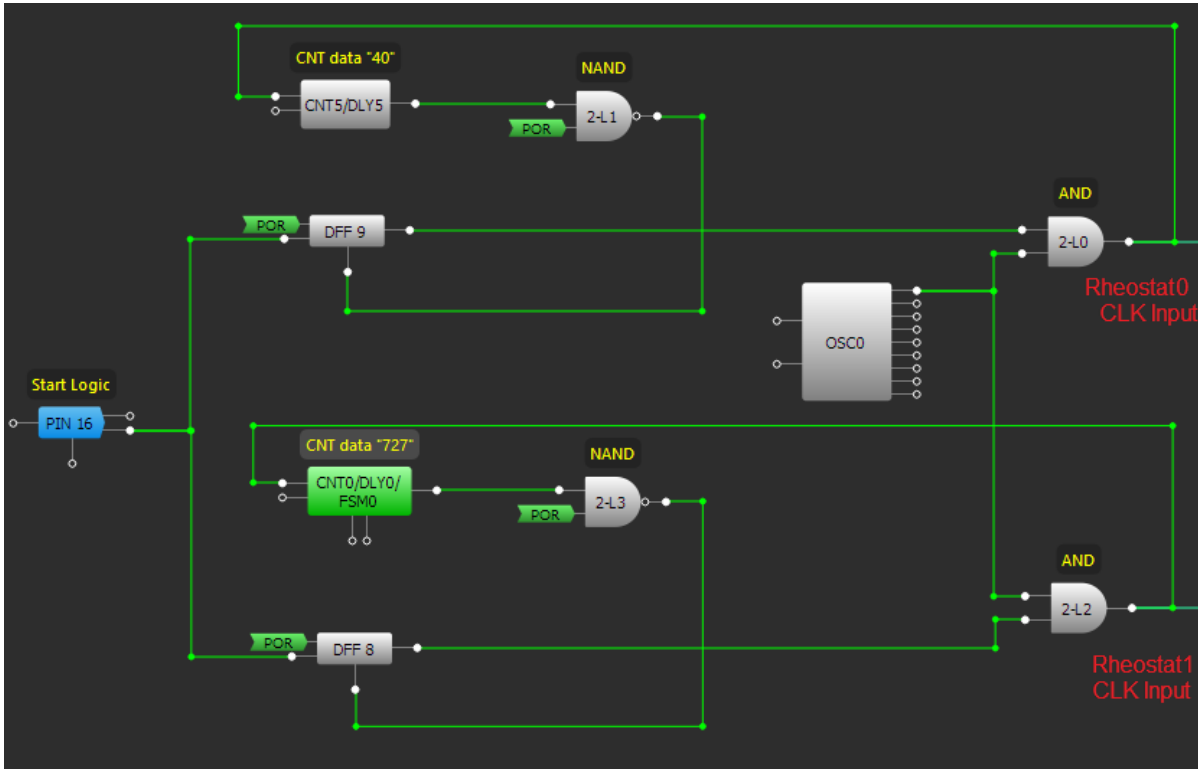 CNT data "40"
CNT5/DLY5
NAND
2-L1
POR
AND
2-L0
POR
DFF 9
Rheostat0
CLK Input
OSC0
Start Logic
PIN 16
CNT data "727"
CNT0/DLY0/
FSM0
NAND
2-L3
POR
AND
2-L2
POR
DFF 8
Rheostat1
CLK Input